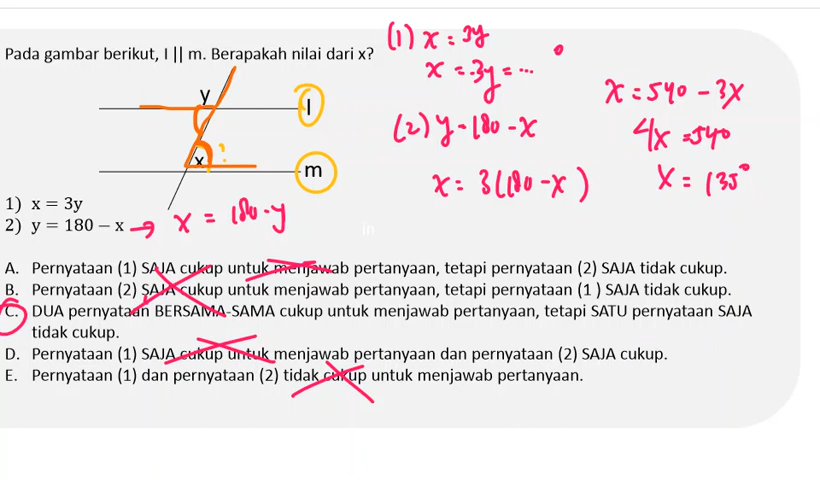 Pada gambar berikut, l || m. Berapakah nilai dari x?
y
l
x ?
m
1) x = 3y
2) y = 180 – x → x = 180 - y
(1) x = 3y
x = 3y = ...
(2) y = 180 - x
x = 3(180 - x)
x = 540 - 3x
4x = 540
x = 135°
in
A. Pernyataan (1) SAJA cukup untuk menjawab pertanyaan, tetapi pernyataan (2) SAJA tidak cukup.
B. Pernyataan (2) SAJA cukup untuk menjawab pertanyaan, tetapi pernyataan (1 ) SAJA tidak cukup.
C. DUA pernyataan BERSAMA-SAMA cukup untuk menjawab pertanyaan, tetapi SATU pernyataan SAJA
tidak cukup.
D. Pernyataan (1) SAJA cukup untuk menjawab pertanyaan dan pernyataan (2) SAJA cukup.
E. Pernyataan (1) dan pernyataan (2) tidak cukup untuk menjawab pertanyaan.